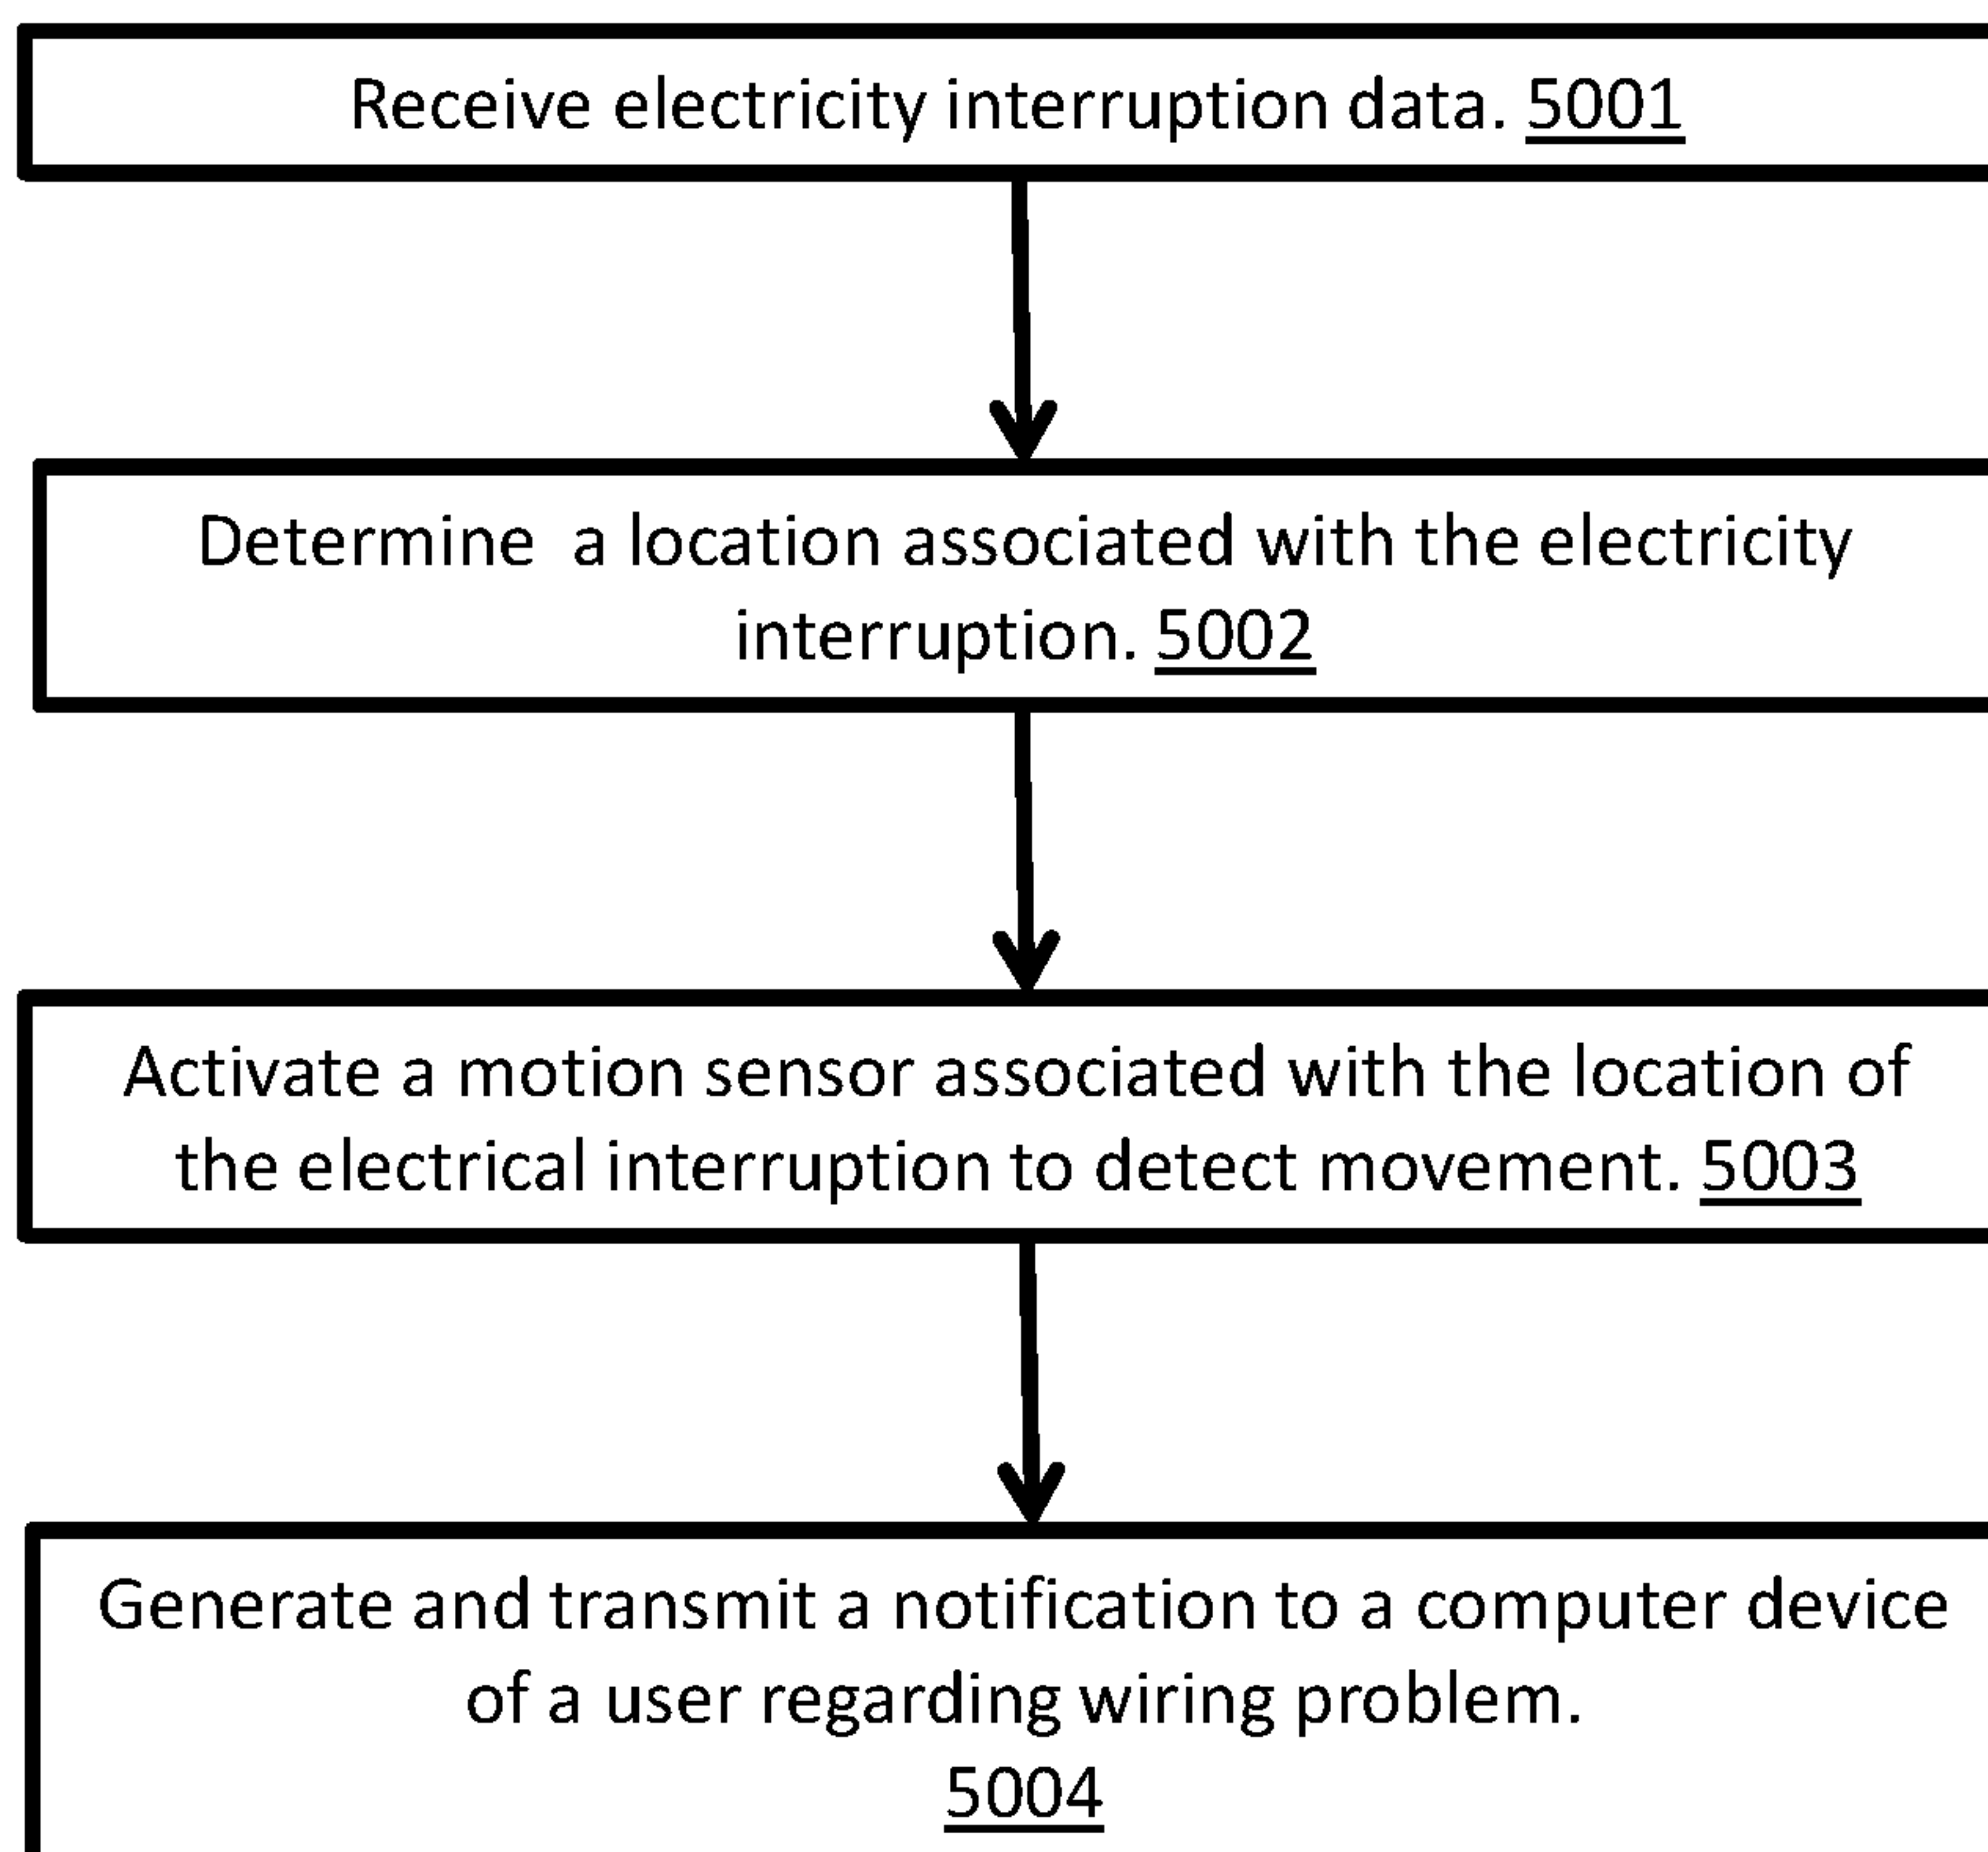 Receive electricity interruption data. 5001
Determine a location associated with the electricity
interruption. 5002
Activate a motion sensor associated with the location of
the electrical interruption to detect movement. 5003
Generate and transmit a notification to a computer device
of a user regarding wiring problem.
5004